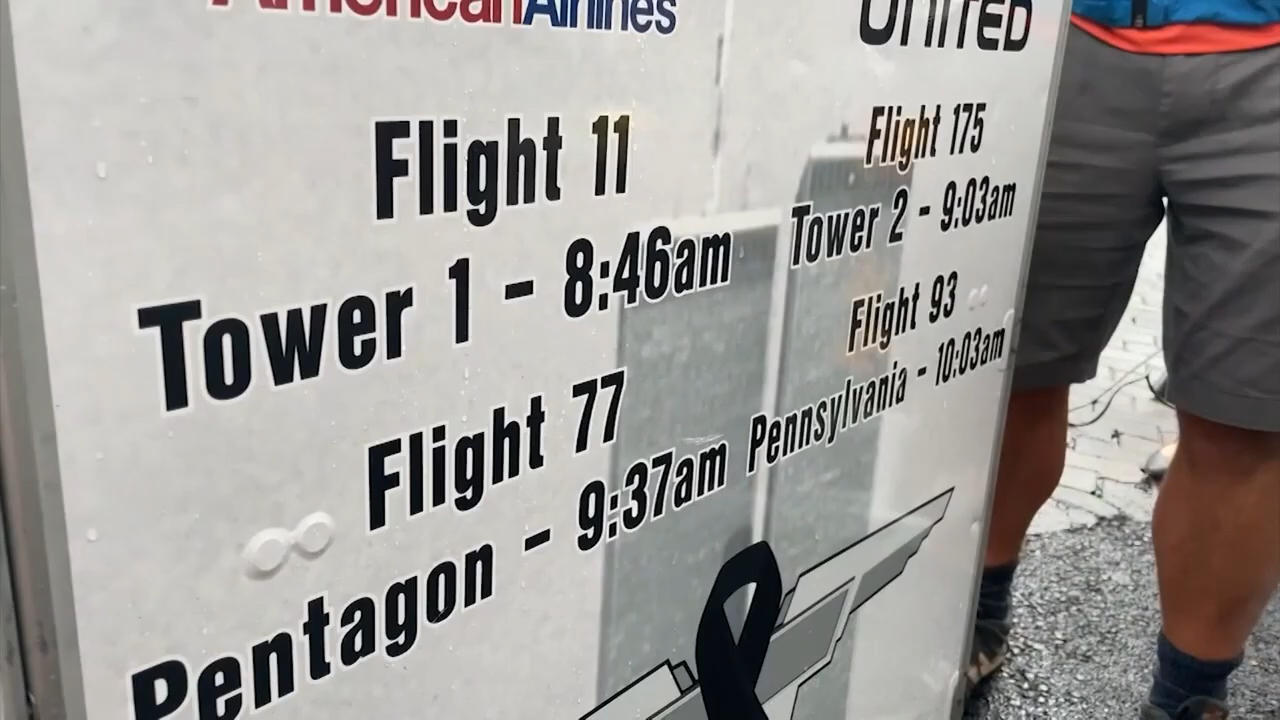 American Airlines
Flight 11
Tower 1 - 8:46am
Flight 77
Pentagon - 9:37am
UNITED
Flight 175
Tower 2 - 9:03am
Flight 93
Pennsylvania - 10:03am